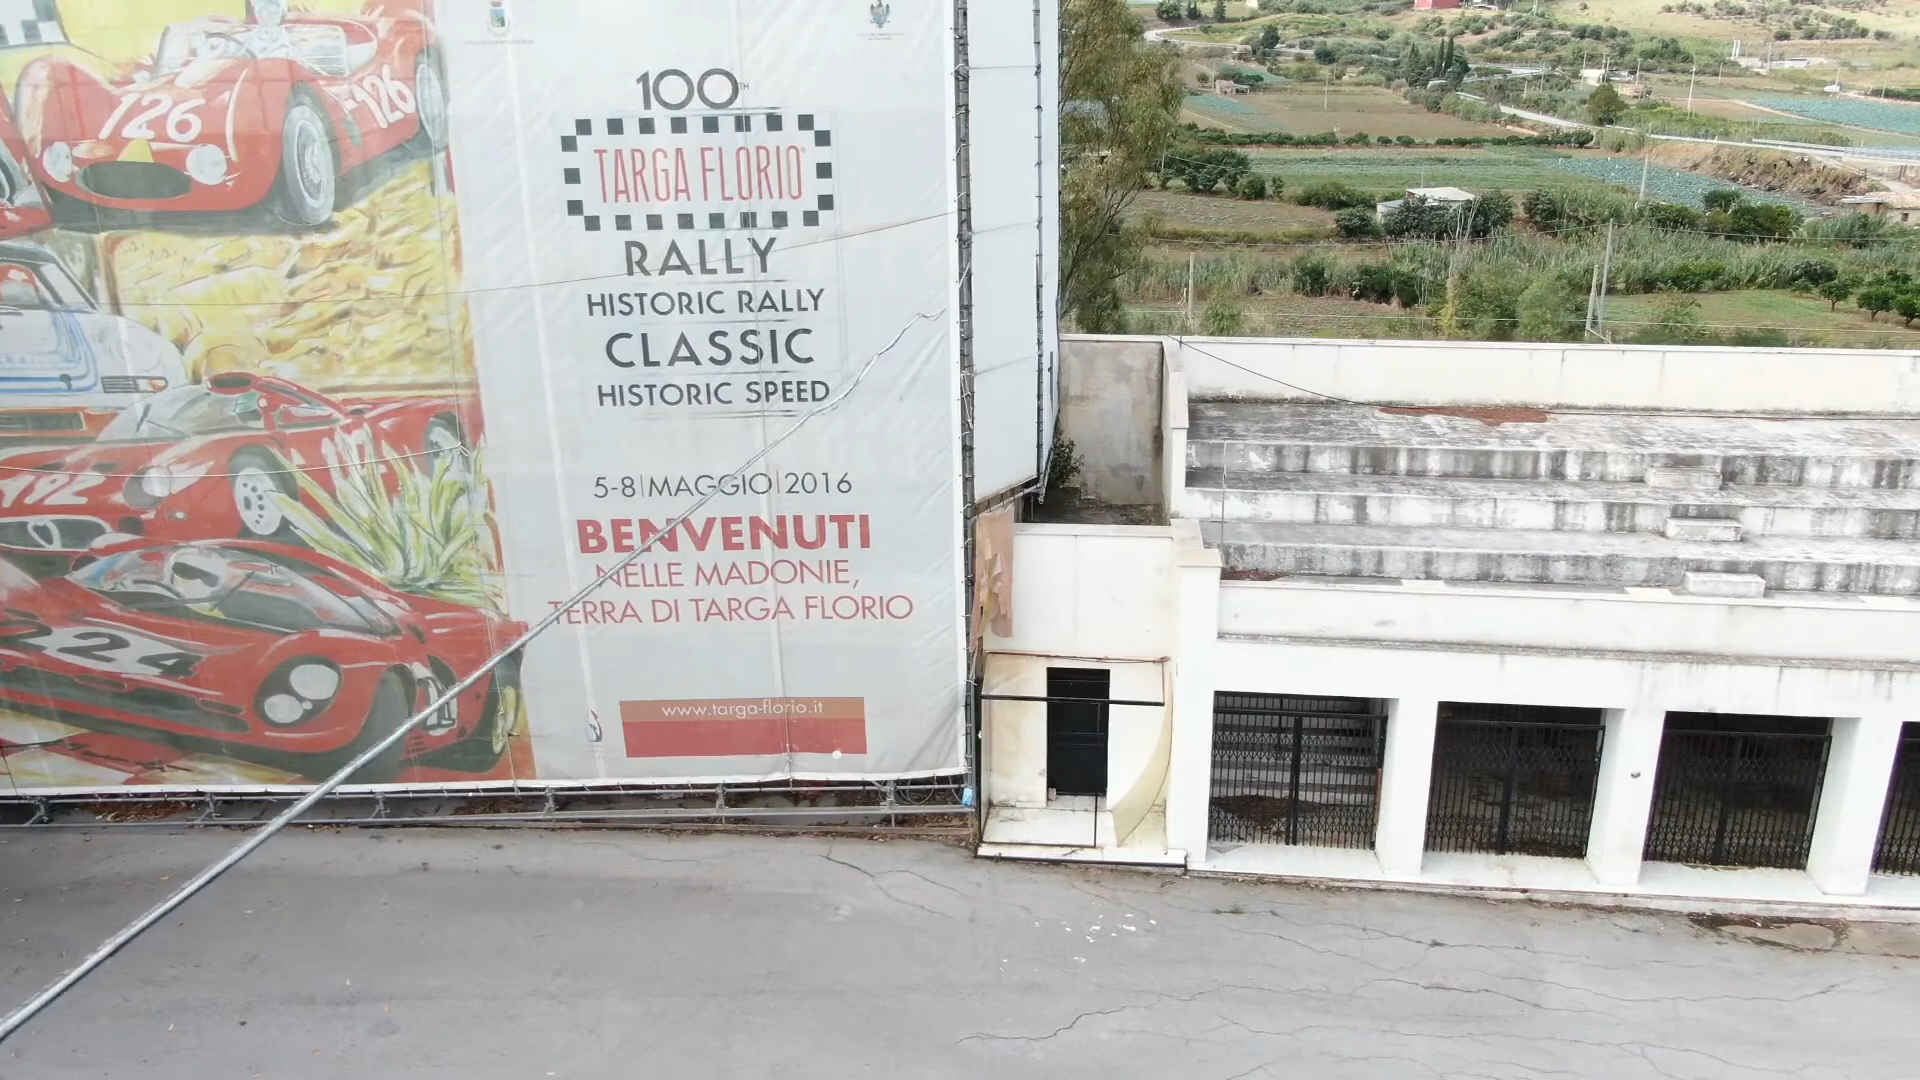 126
126
192
224
100TH
TARGA FLORIO®
RALLY
HISTORIC RALLY
CLASSIC
HISTORIC SPEED
5-8|MAGGIO|2016
BENVENUTI
NELLE MADONIE,
TERRA DI TARGA FLORIO
www.targa-florio.it